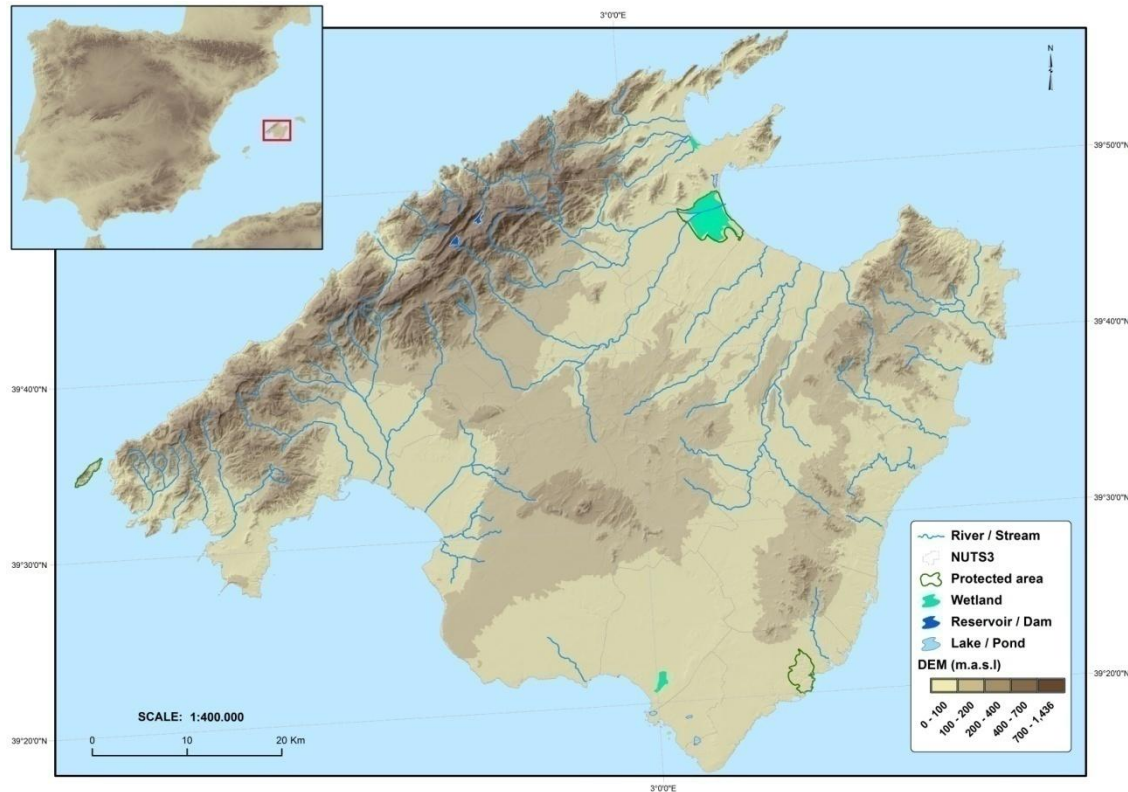 3°0'0"E
N
39°50'0"N
39°40'0"N
39°40'0"N
39°30'0"N
39°30'0"N
39°20'0"N
39°20'0"N
River / Stream
NUTS3
Protected area
Wetland
Reservoir / Dam
Lake / Pond
DEM (m.a.s.l)
0 - 100
100 - 200
200 - 400
400 - 700
700 - 1.436
SCALE: 1:400.000
0 10 20 Km
3°0'0"E